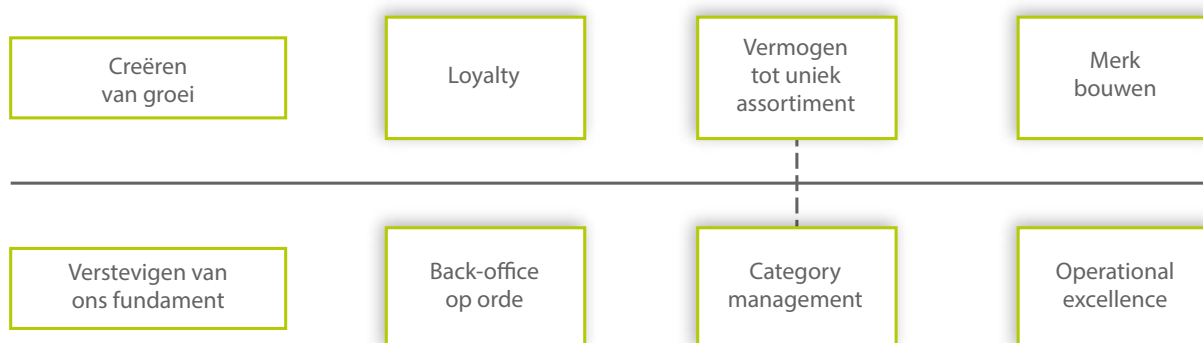 Creëren
van groei
Loyalty
Vermogen
tot uniek
assortiment
Merk
bouwen
Verstevigen van
ons fundament
Back-office
op orde
Category
management
Operational
excellence